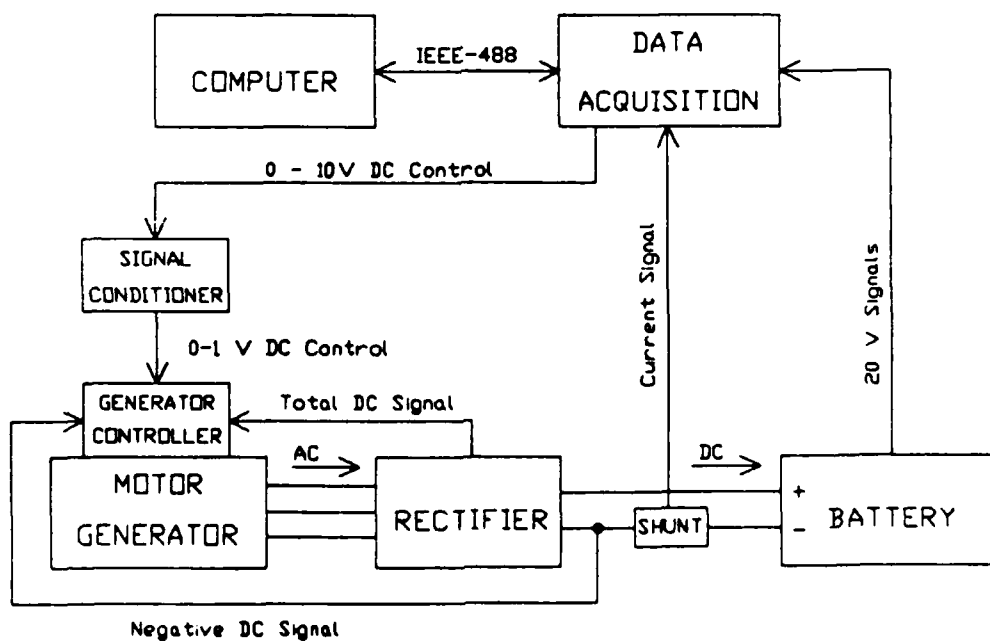 COMPUTER
IEEE-488
DATA
ACQUISITION
0 - 10V DC Control
SIGNAL
CONDITIONER
0-1 V DC Control
Current Signal
20 V Signals
GENERATOR
CONTROLLER
Total DC Signal
AC
DC
MOTOR
GENERATOR
RECTIFIER
SHUNT
+
-
BATTERY
Negative DC Signal